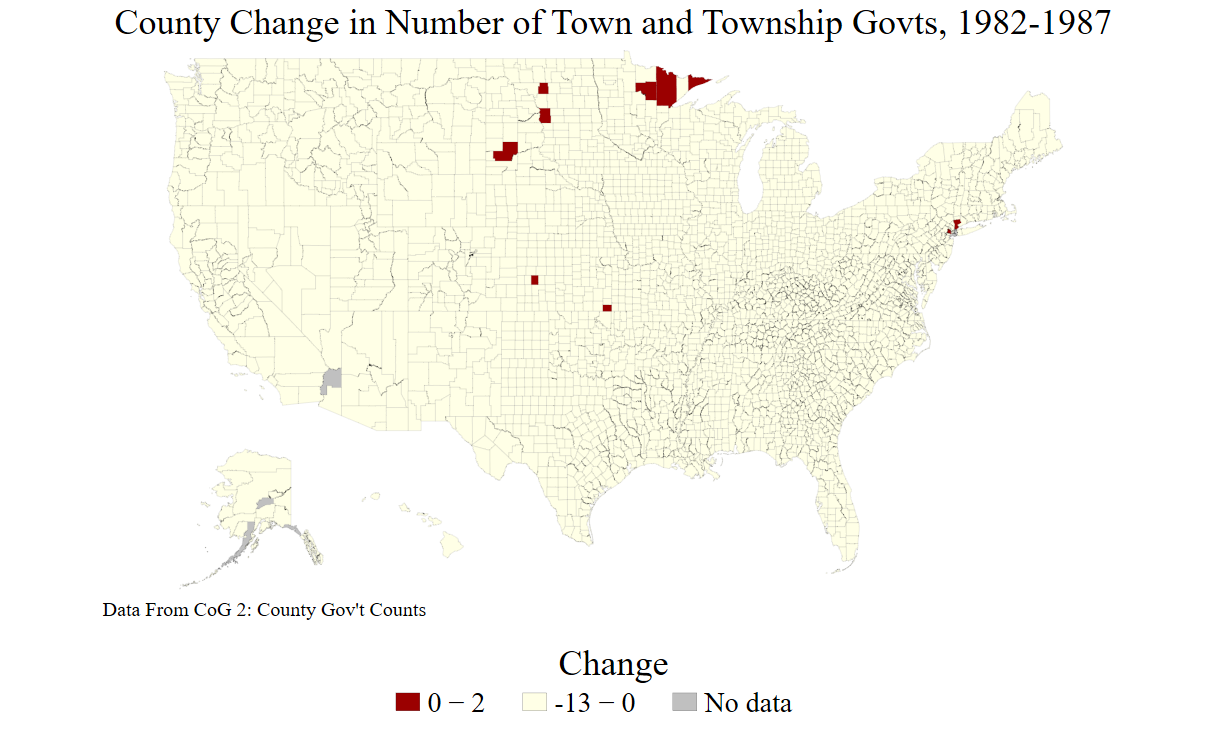 County Change in Number of Town and Township Govts, 1982-1987
Data From CoG 2: County Gov't Counts
Change
0 − 2 -13 − 0 No data